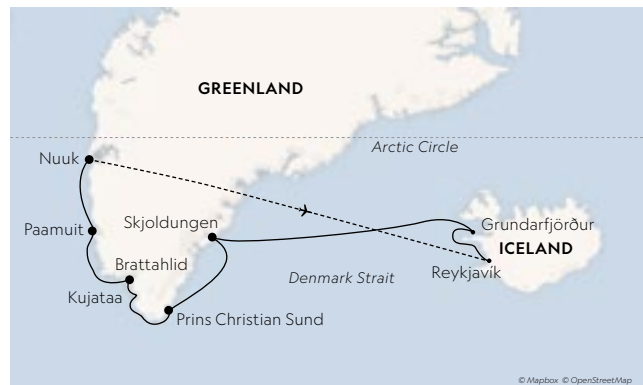 GREENLAND
Arctic Circle
Nuuk
Skjoldungen
Grundarfjörður
Paamuit
ICELAND
Brattahlid
Denmark Strait
Reykjavík
Kujataa
Prins Christian Sund
© Mapbox © OpenStreetMap